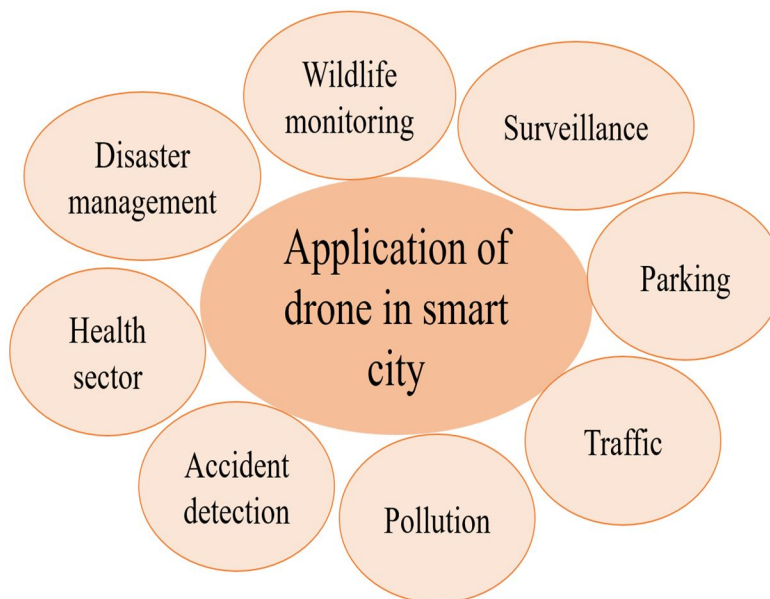 Wildlife
monitoring
Surveillance
Disaster
management
Application of
drone in smart
city
Parking
Health
sector
Traffic
Accident
detection
Pollution